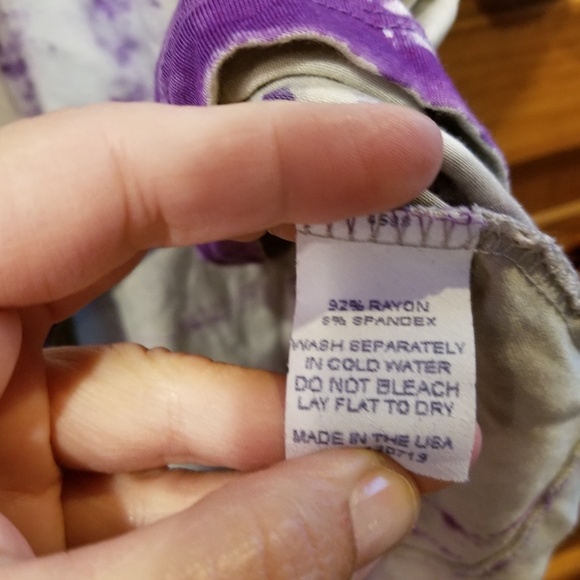 92% RAYON
8% SPANDEX
WASH SEPARATELY
IN COLD WATER
DO NOT BLEACH
LAY FLAT TO DRY
MADE IN THE USA